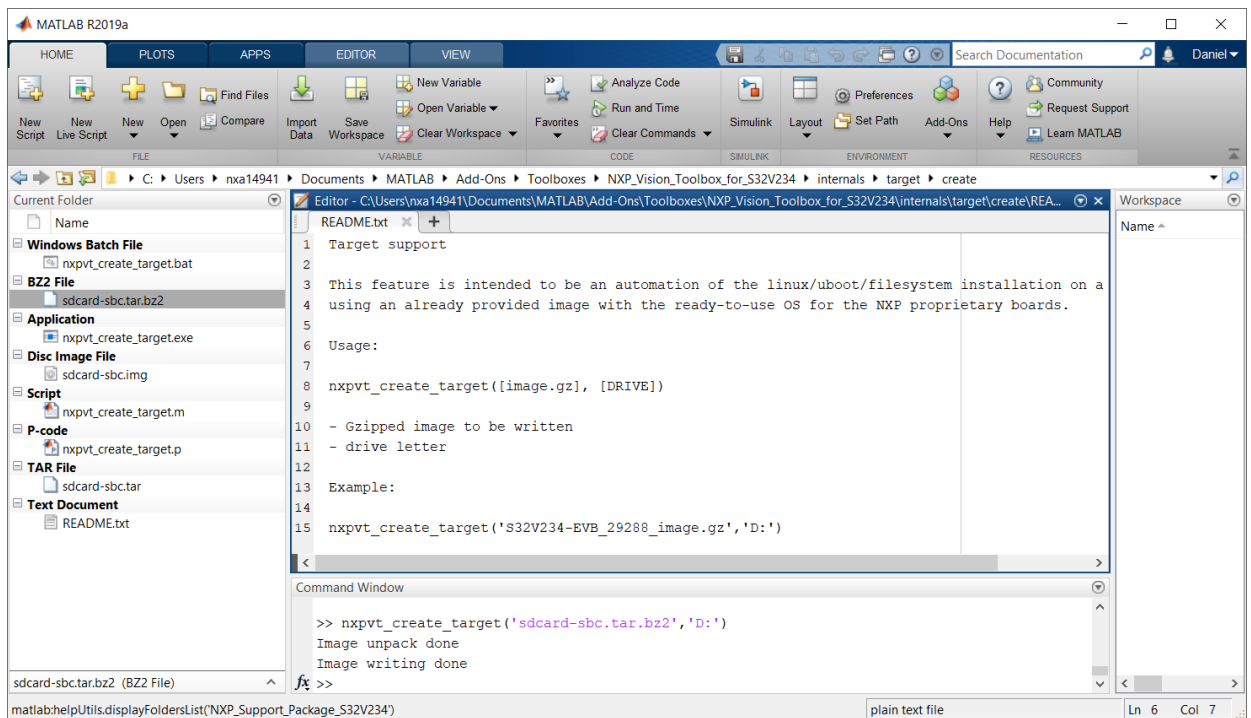 MATLAB R2019a
HOME PLOTS APPS EDITOR VIEW Search Documentation Daniel
New Script
New Live Script
New
Open
Find Files
Compare
FILE
Import Data
Save Workspace
New Variable
Open Variable
Clear Workspace
VARIABLE
Favorites
Analyze Code
Run and Time
Clear Commands
CODE
Simulink
SIMULINK
Layout
Preferences
Set Path
Add-Ons
ENVIRONMENT
Help
Community
Request Support
Learn MATLAB
RESOURCES
C: Users nxa14941 Documents MATLAB Add-Ons Toolboxes NXP_Vision_Toolbox_for_S32V234 internals target create
Current Folder
Name
Windows Batch File
nxpvt_create_target.bat
BZ2 File
sdcard-sbc.tar.bz2
Application
nxpvt_create_target.exe
Disc Image File
sdcard-sbc.img
Script
nxpvt_create_target.m
P-code
nxpvt_create_target.p
TAR File
sdcard-sbc.tar
Text Document
README.txt
sdcard-sbc.tar.bz2 (BZ2 File)
Editor - C:\Users\nxa14941\Documents\MATLAB\Add-Ons\Toolboxes\NXP_Vision_Toolbox_for_S32V234\internals\target\create\REA...
README.txt
1 Target support
2
3 This feature is intended to be an automation of the linux/uboot/filesystem installation on a
4 using an already provided image with the ready-to-use OS for the NXP proprietary boards.
5
6 Usage:
7
8 nxpvt_create_target([image.gz], [DRIVE])
9
10 - Gzipped image to be written
11 - drive letter
12
13 Example:
14
15 nxpvt_create_target('S32V234-EVB_29288_image.gz','D:')
Command Window
>> nxpvt_create_target('sdcard-sbc.tar.bz2','D:')
Image unpack done
Image writing done
fx >>
Workspace
Name
matlab:helpUtils.displayFoldersList('NXP_Support_Package_S32V234') plain text file Ln 6 Col 7